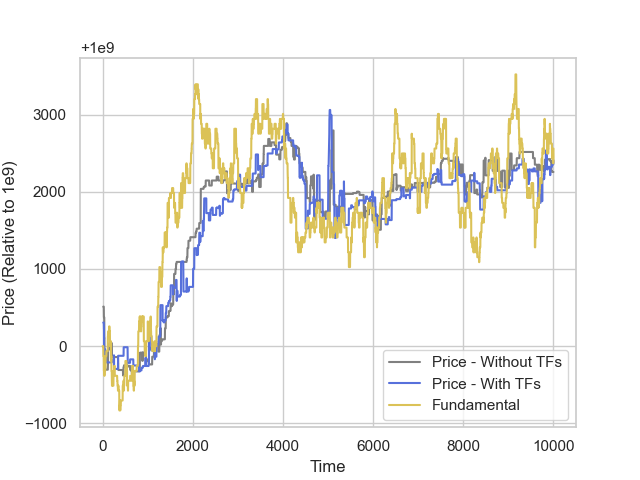 +1e9
3000
2000
1000
0
−1000
Price (Relative to 1e9)
0
2000
4000
6000
8000
10000
Time
Price - Without TFs
Price - With TFs
Fundamental